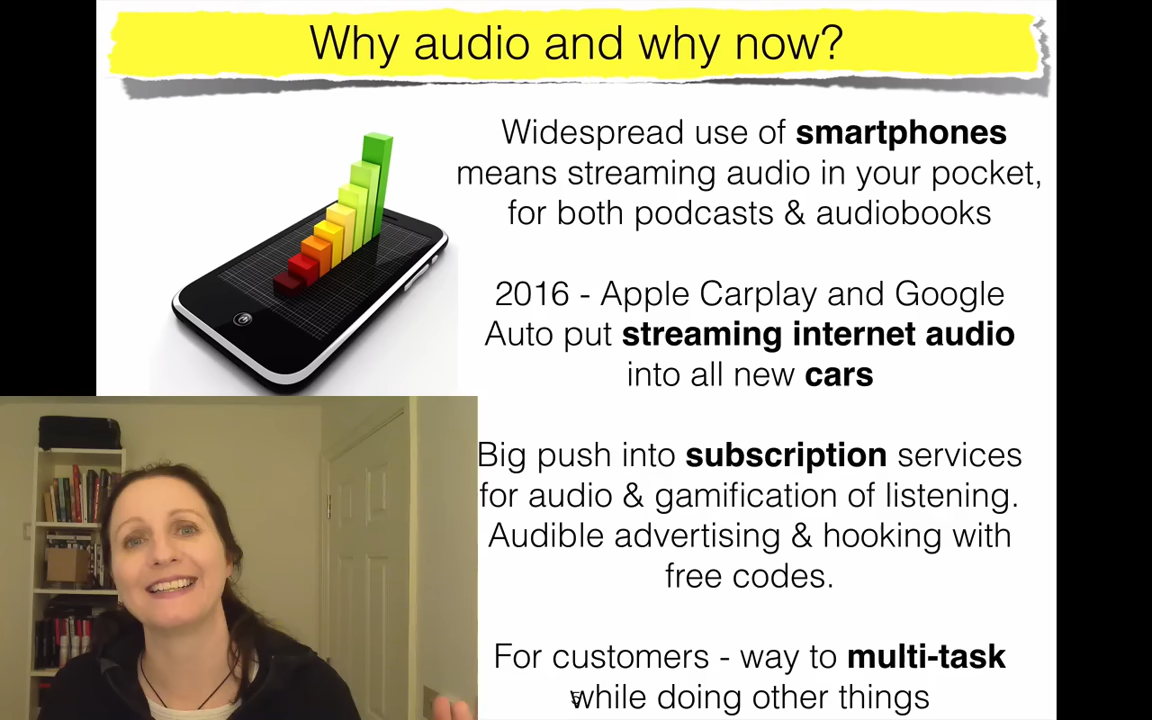 Why audio and why now?
Widespread use of smartphones
means streaming audio in your pocket,
for both podcasts & audiobooks
2016 - Apple Carplay and Google
Auto put streaming internet audio
into all new cars
Big push into subscription services
for audio & gamification of listening.
Audible advertising & hooking with
free codes.
For customers - way to multi-task
while doing other things